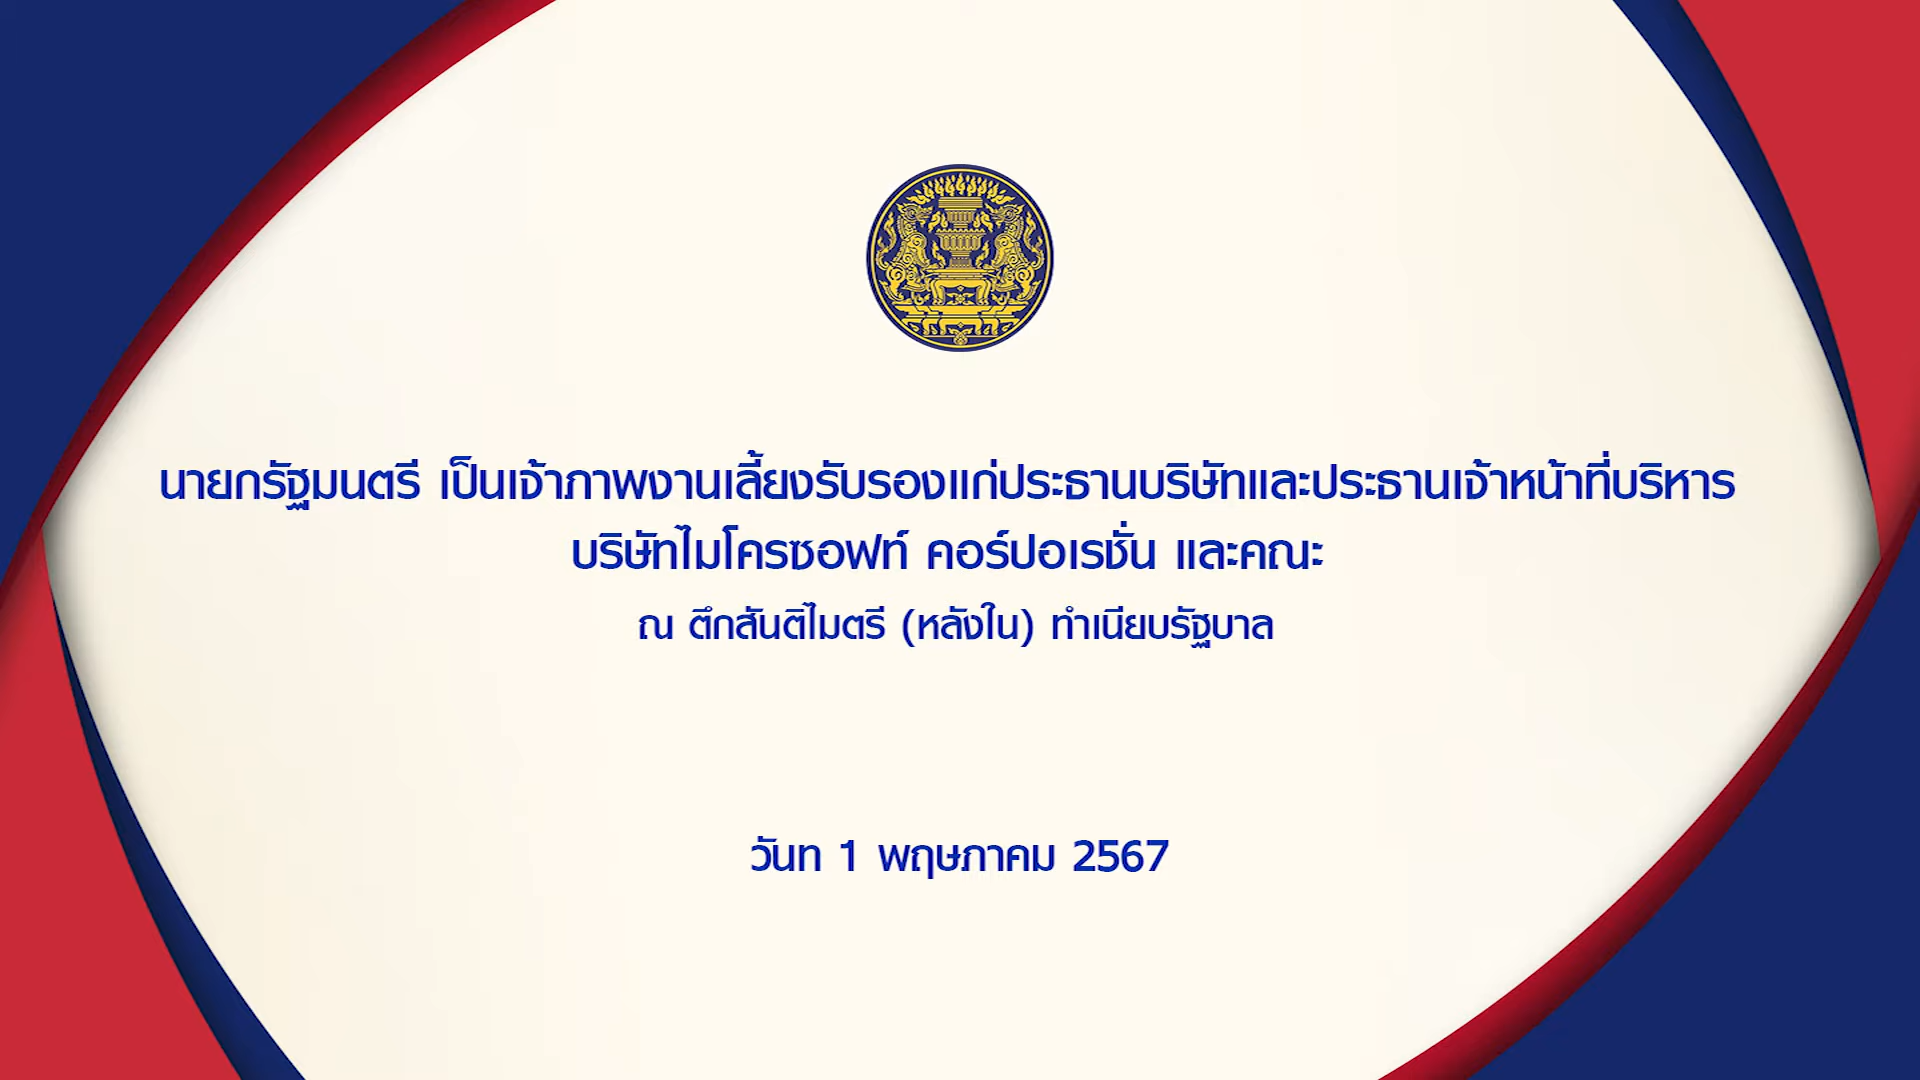 นายกรัฐมนตรี เป็นเจ้าภาพงานเลี้ยงรับรองแก่ประธานบริษัทและประธานเจ้าหน้าที่บริหาร
บริษัทไมโครซอฟท์ คอร์ปอเรชั่น และคณะ
ณ ตึกสันติไมตรี (หลังใน) ทำเนียบรัฐบาล
วันท 1 พฤษภาคม 2567